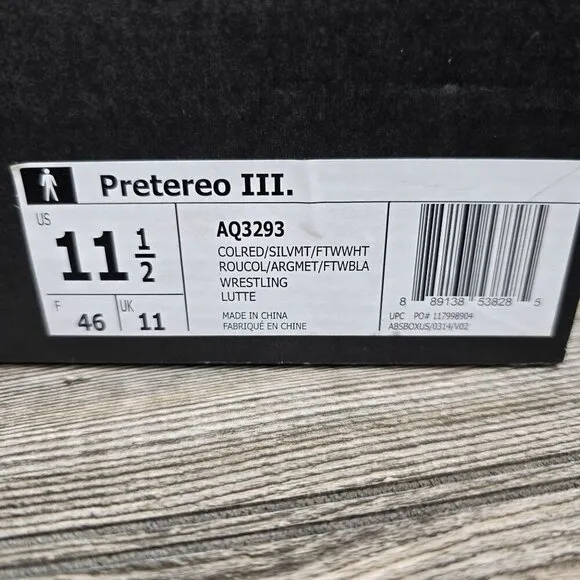 Pretereo III.
US
11 1/2
F
46
UK
11
AQ3293
COLRED/SILVMT/FTWWHT
ROUCOL/ARGMET/FTWBLA
WRESTLING
LUTTE
MADE IN CHINA
FABRIQUÉ EN CHINE
8 89138 53828 5
UPC PO# 117998904
ABSBOXUS/0314/V02